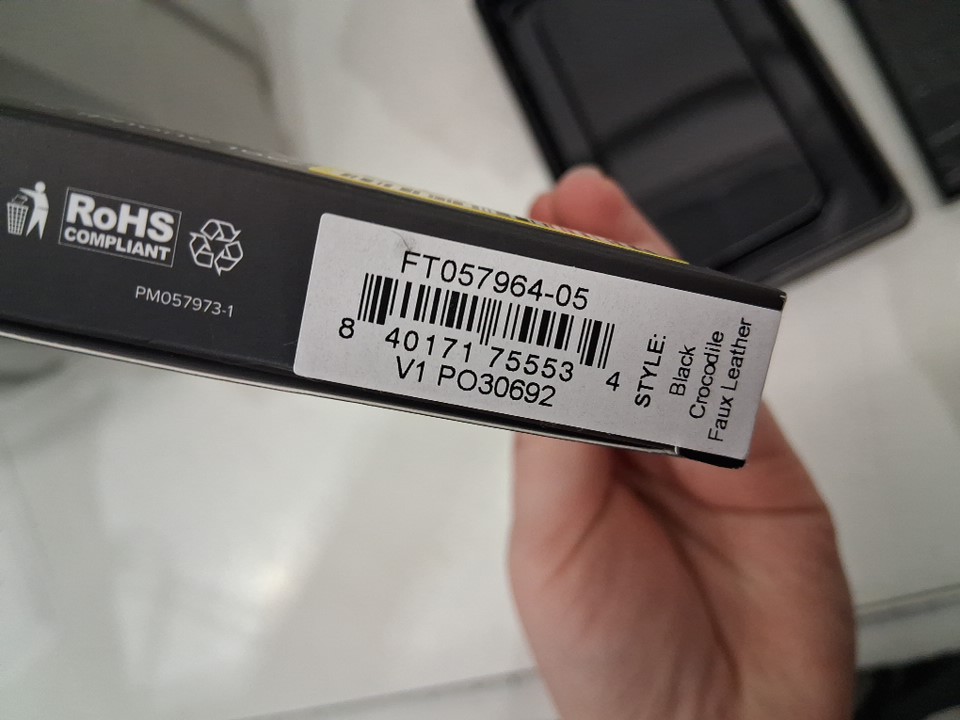 RoHS
COMPLIANT
PM057973-1
FT057964-05
8 40171 75553 4
V1 PO30692
STYLE:
Black
Crocodile
Faux Leather